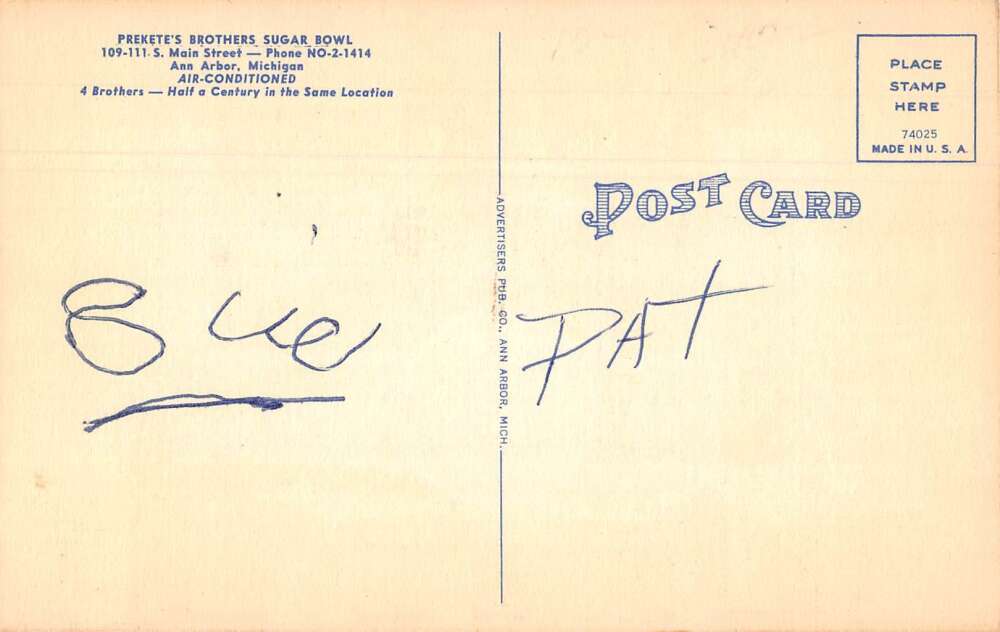 PREKETE'S BROTHERS SUGAR BOWL
109-111 S. Main Street — Phone NO-2-1414
Ann Arbor, Michigan
AIR-CONDITIONED
4 Brothers — Half a Century in the Same Location
PLACE
STAMP
HERE
74025
MADE IN U. S. A.
POST CARD
ADVERTISERS PUB. CO., ANN ARBOR, MICH.
PAT